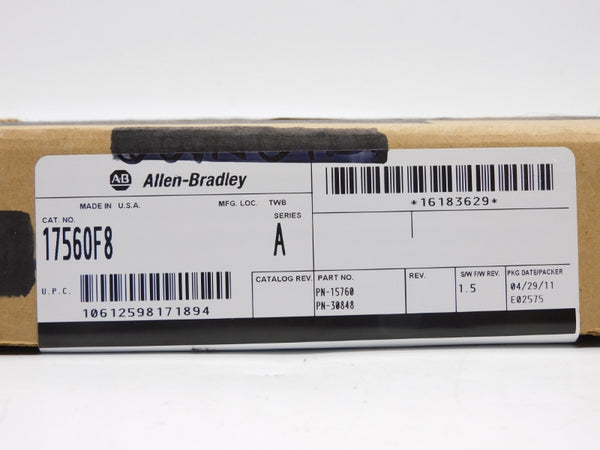 AB Allen-Bradley
MADE IN U.S.A. MFG. LOC. TWB
CAT. NO. SERIES
17560F8 A
U.P.C.
10612598171894
*16183629*
CATALOG REV. PART NO. REV. S/W F/W REV. PKG DATE/PACKER
PN-15760 1.5 04/29/11
PN-30848 E02575